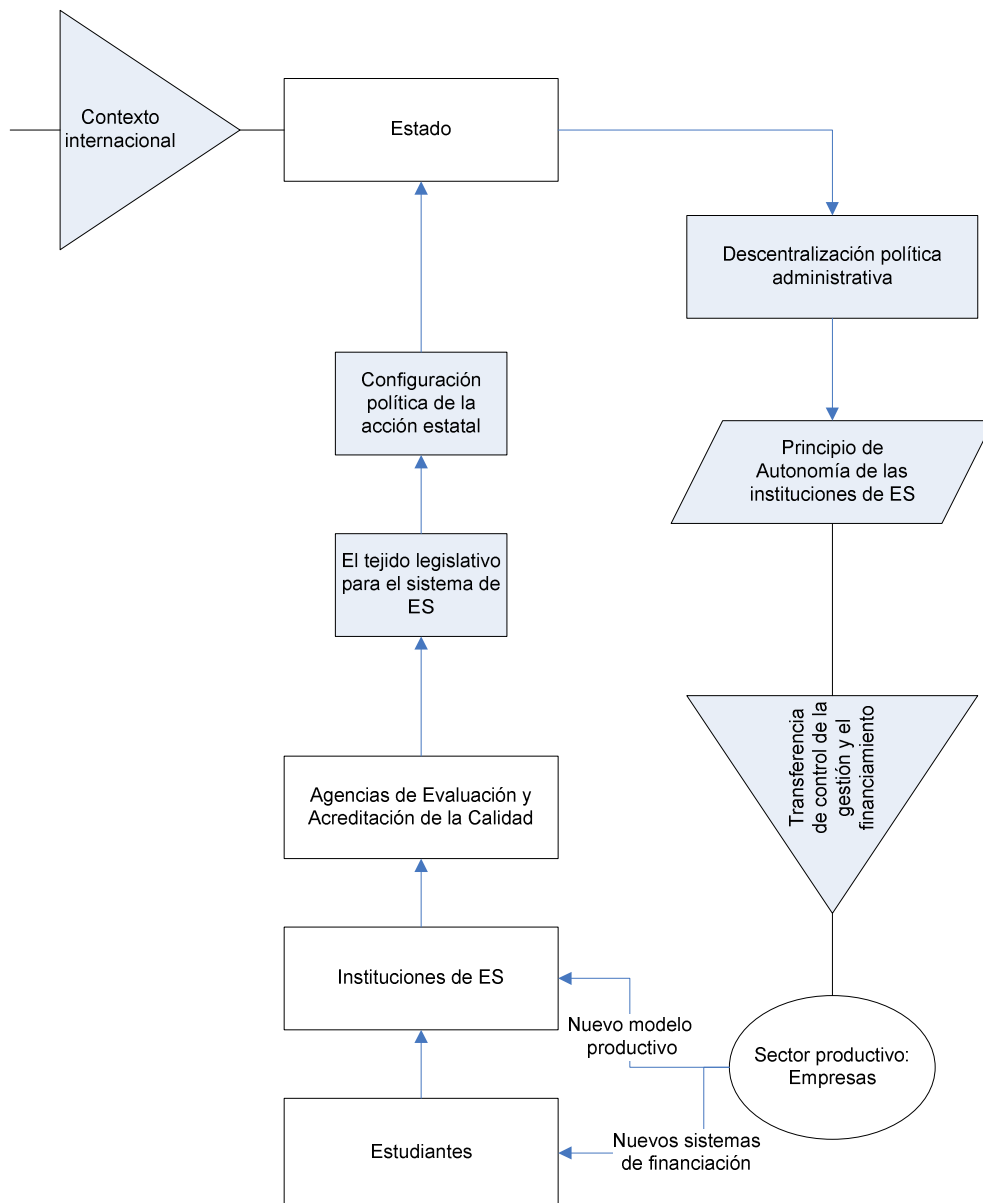 Contexto
internacional
Estado
Descentralización política
administrativa
Configuración
política de la
acción estatal
Principio de
Autonomía de las
instituciones de ES
El tejido legislativo
para el sistema de
ES
Transferencia
de control de la
gestión y el
financiamiento
Agencias de Evaluación y
Acreditación de la Calidad
Instituciones de ES
Nuevo modelo
productivo
Sector productivo:
Empresas
Estudiantes
Nuevos sistemas
de financiación